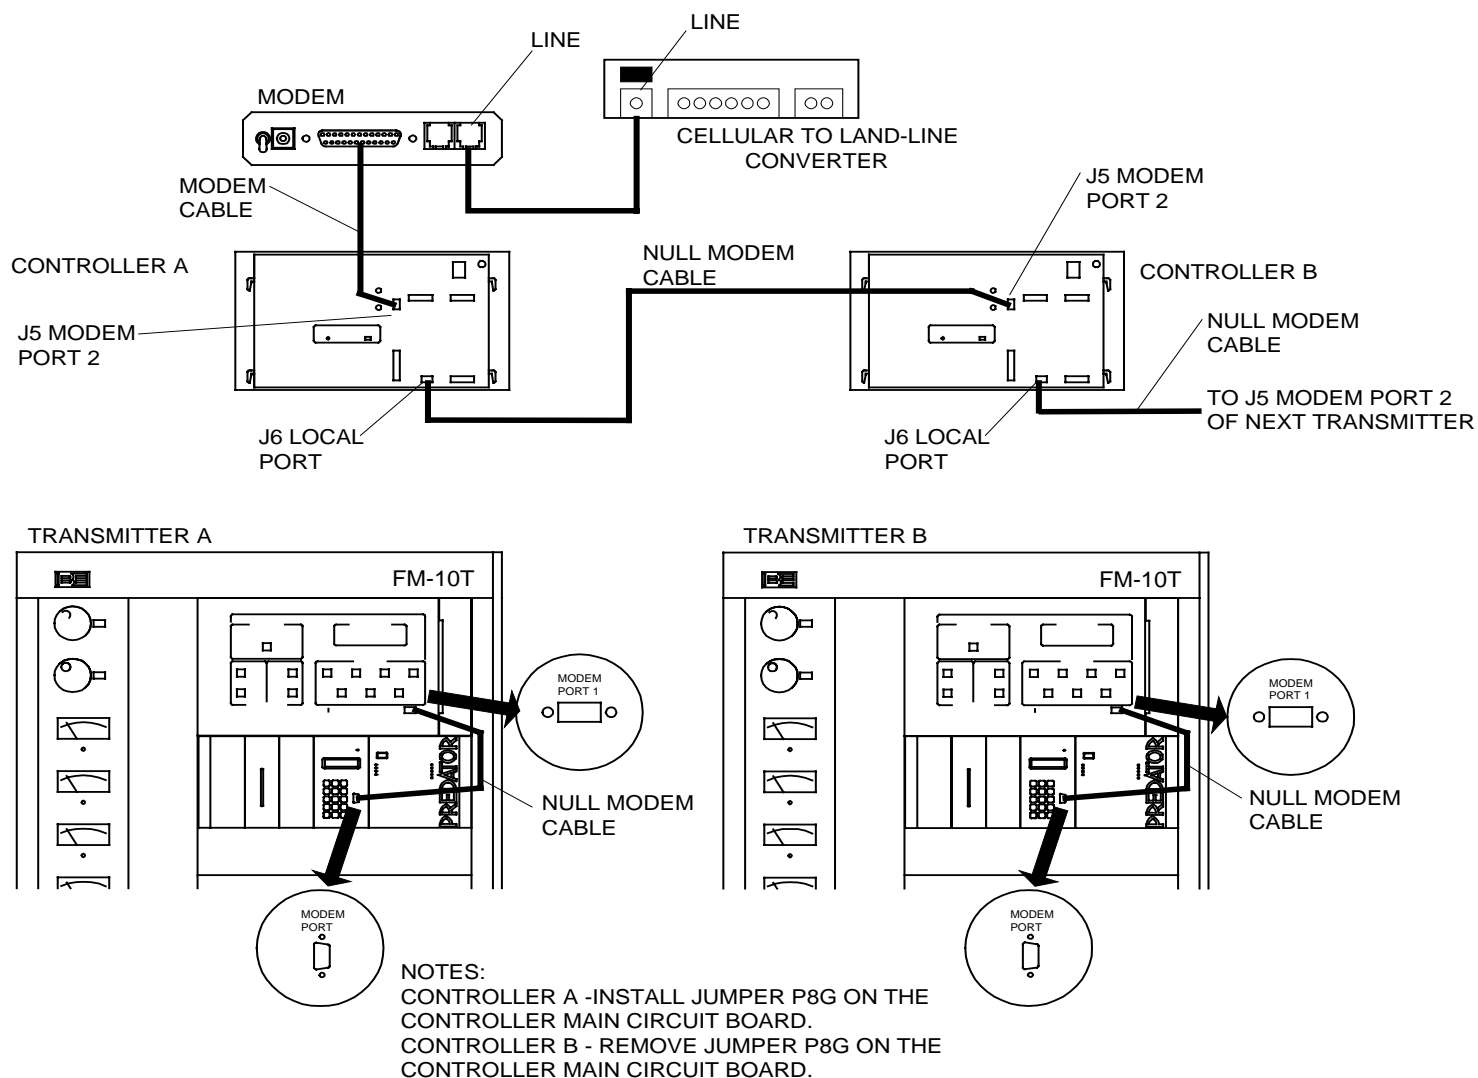 LINE
LINE
MODEM
CELLULAR TO LAND-LINE
CONVERTER
MODEM
CABLE
J5 MODEM
PORT 2
CONTROLLER A
NULL MODEM
CABLE
CONTROLLER B
J5 MODEM
PORT 2
NULL MODEM
CABLE
TO J5 MODEM PORT 2
OF NEXT TRANSMITTER
J6 LOCAL
PORT
J6 LOCAL
PORT
TRANSMITTER A
BE
FM-10T
MODEM
PORT 1
PREDATOR
NULL MODEM
CABLE
MODEM
PORT
TRANSMITTER B
BE
FM-10T
MODEM
PORT 1
PREDATOR
NULL MODEM
CABLE
MODEM
PORT
NOTES:
CONTROLLER A -INSTALL JUMPER P8G ON THE
CONTROLLER MAIN CIRCUIT BOARD.
CONTROLLER B - REMOVE JUMPER P8G ON THE
CONTROLLER MAIN CIRCUIT BOARD.